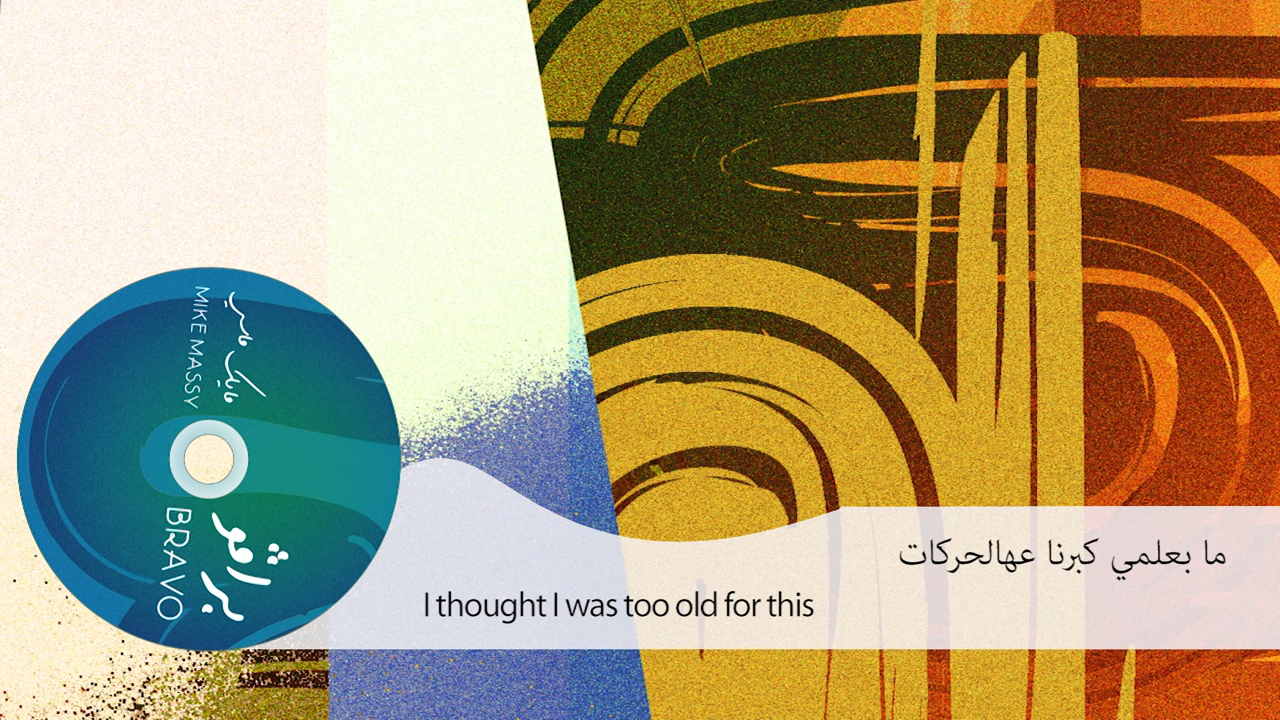 مايك ماسي
MIKE MASSY
براڤو
BRAVO
ما بعلمي كبرنا عهالحركات
I thought I was too old for this